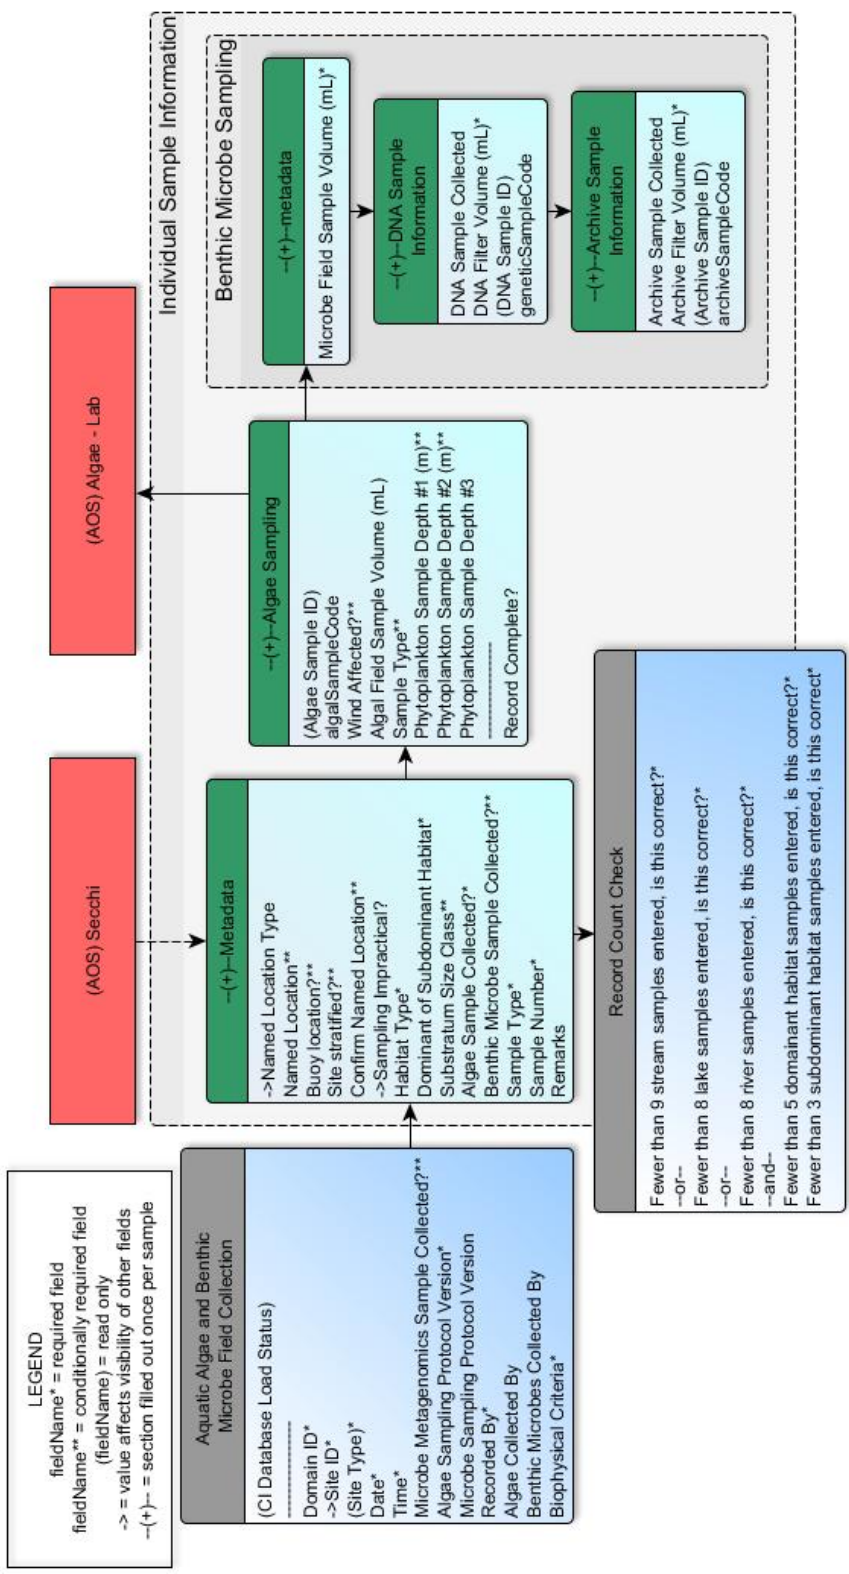 LEGEND
fieldName* = required field
fieldName** = conditionally required field
(fieldName) = read only
-> = value affects visibility of other fields
--(+)-- = section filled out once per sample
Aquatic Algae and Benthic
Microbe Field Collection
(CI Database Load Status)
------------------
Domain ID*
->Site ID*
(Site Type)*
Date*
Time*
Microbe Metagenomics Sample Collected?**
Algae Sampling Protocol Version*
Microbe Sampling Protocol Version
Recorded By*
Algae Collected By
Benthic Microbes Collected By
Biophysical Criteria*
(AOS) Secchi
(AOS) Algae - Lab
Individual Sample Information
--(+)--Metadata
->Named Location Type
Named Location**
Buoy location?**
Site stratified?**
Confirm Named Location**
->Sampling Impractical?
Habitat Type*
Dominant of Subdominant Habitat*
Substratum Size Class**
Algae Sample Collected?*
Benthic Microbe Sample Collected?**
Sample Type*
Sample Number*
Remarks
--(+)--Algae Sampling
(Algae Sample ID)
algalSampleCode
Wind Affected?**
Algal Field Sample Volume (mL)
Sample Type**
Phytoplankton Sample Depth #1 (m)**
Phytoplankton Sample Depth #2 (m)**
Phytoplankton Sample Depth #3
------------------
Record Complete?
Benthic Microbe Sampling
--(+)--metadata
Microbe Field Sample Volume (mL)*
--(+)--DNA Sample
Information
DNA Sample Collected
DNA Filter Volume (mL)*
(DNA Sample ID)
geneticSampleCode
--(+)--Archive Sample
Information
Archive Sample Collected
Archive Filter Volume (mL)*
(Archive Sample ID)
archiveSampleCode
Record Count Check
Fewer than 9 stream samples entered, is this correct?*
--or--
Fewer than 8 lake samples entered, is this correct?*
--or--
Fewer than 8 river samples entered, is this correct?*
--and--
Fewer than 5 domainant habitat samples entered, is this correct?*
Fewer than 3 subdominant habitat samples entered, is this correct*